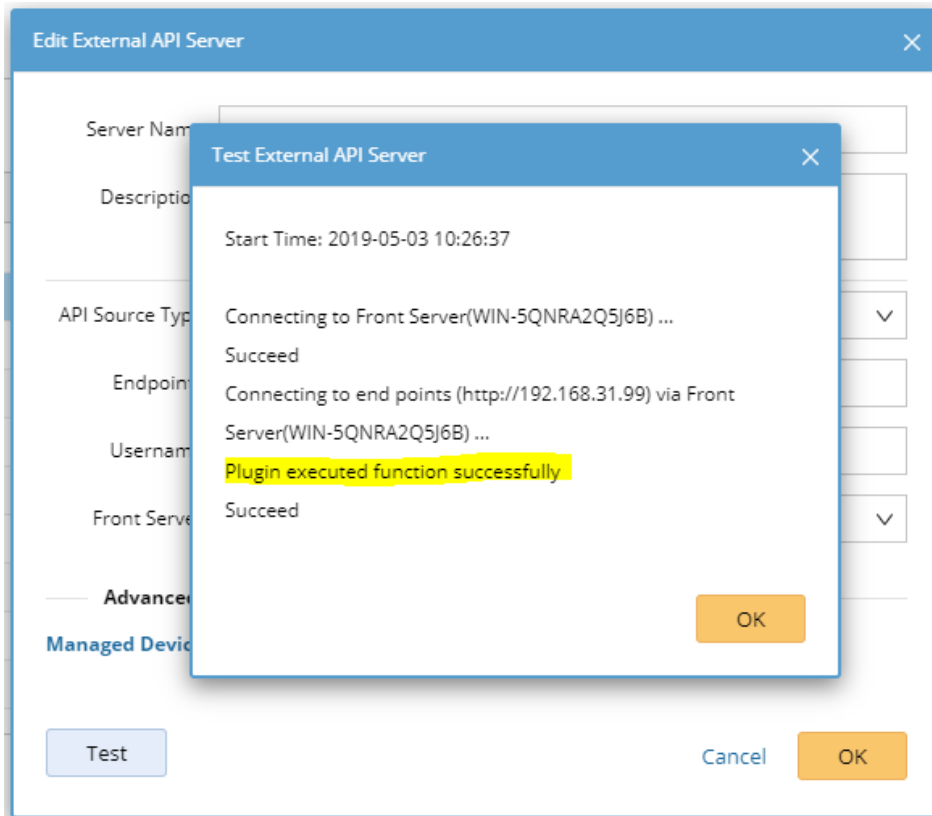 Edit External API Server
Server Nam
Test External API Server
Descriptio
Start Time: 2019-05-03 10:26:37
API Source Typ
Connecting to Front Server(WIN-5QNRA2Q5J6B) ...
Succeed
Endpoin
Connecting to end points (http://192.168.31.99) via Front
Server(WIN-5QNRA2Q5J6B) ...
Usernam
Plugin executed function successfully
Front Serve
Succeed
Advance
OK
Managed Devic
Test
Cancel
OK